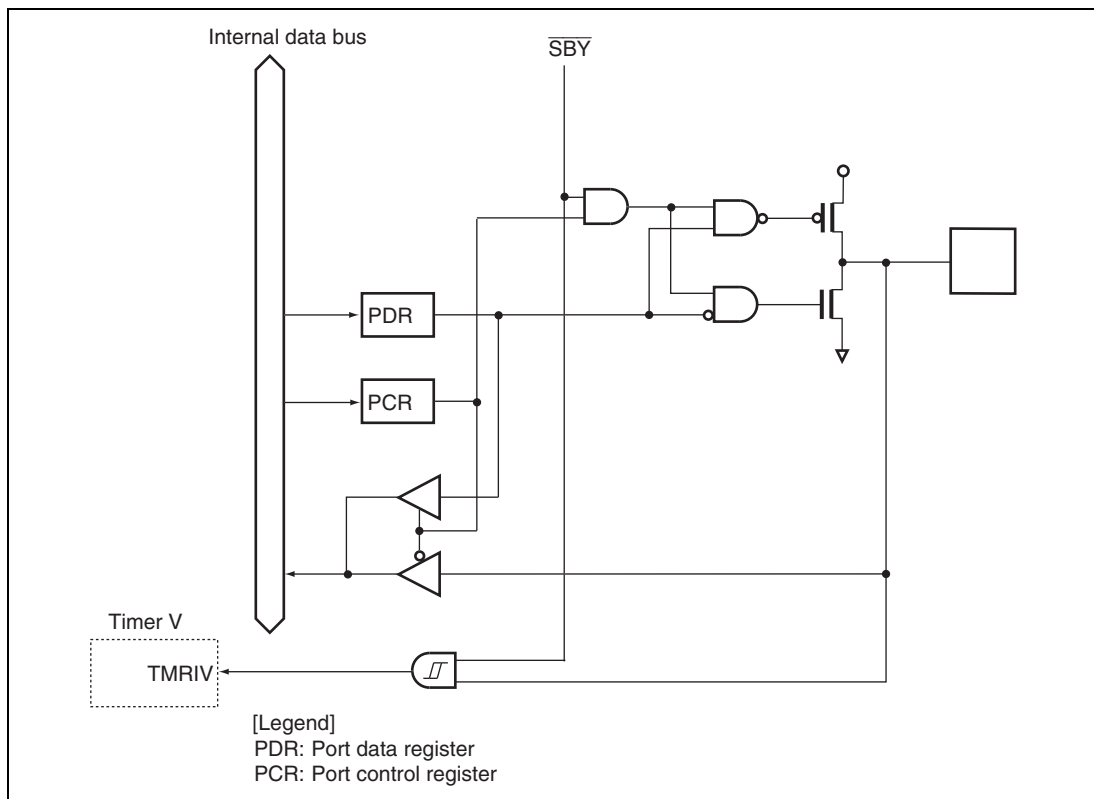 Internal data bus
SBY
PDR
PCR
Timer V
TMRIV
[Legend]
PDR: Port data register
PCR: Port control register